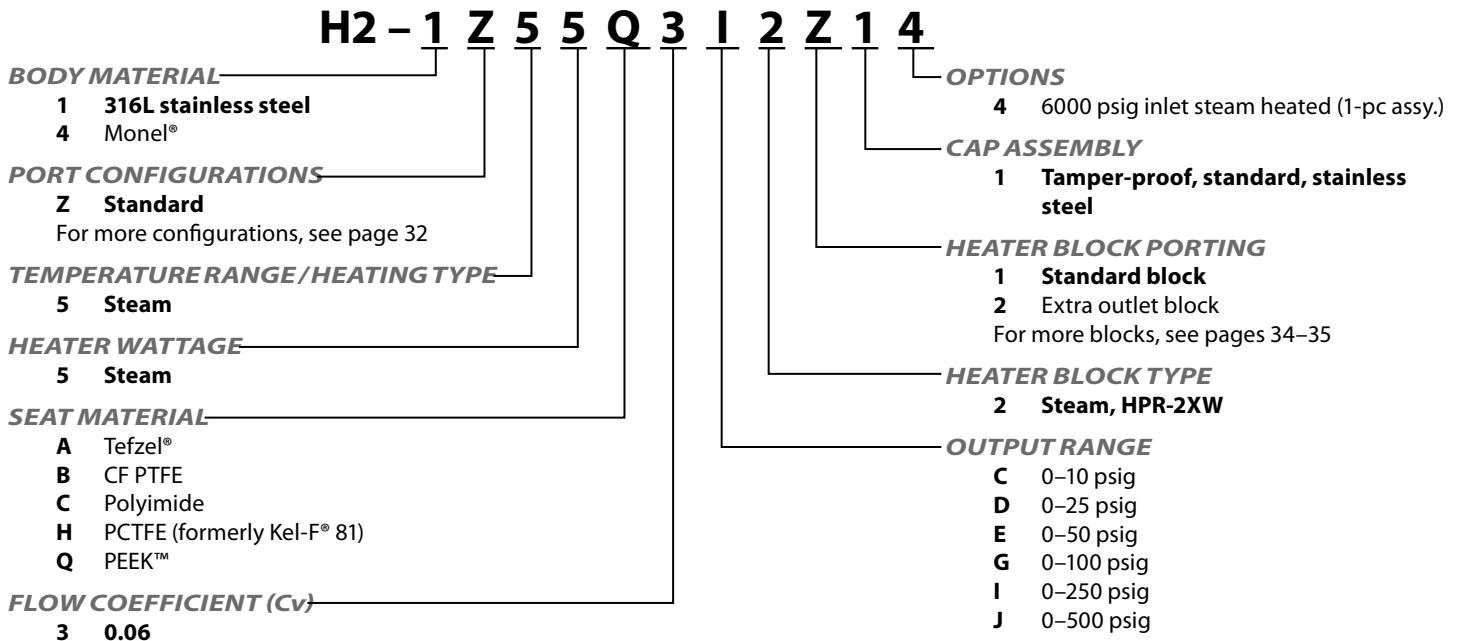 H2 – 1 Z 5 5 Q 3 I 2 Z 1 4
BODY MATERIAL
1 316L stainless steel
4 Monel®
PORT CONFIGURATIONS
Z Standard
For more configurations, see page 32
TEMPERATURE RANGE / HEATING TYPE
5 Steam
HEATER WATTAGE
5 Steam
SEAT MATERIAL
A Tefzel®
B CF PTFE
C Polyimide
H PCTFE (formerly Kel-F® 81)
Q PEEK™
FLOW COEFFICIENT (Cv)
3 0.06
OPTIONS
4 6000 psig inlet steam heated (1-pc assy.)
CAP ASSEMBLY
1 Tamper-proof, standard, stainless
steel
HEATER BLOCK PORTING
1 Standard block
2 Extra outlet block
For more blocks, see pages 34–35
HEATER BLOCK TYPE
2 Steam, HPR-2XW
OUTPUT RANGE
C 0–10 psig
D 0–25 psig
E 0–50 psig
G 0–100 psig
I 0–250 psig
J 0–500 psig